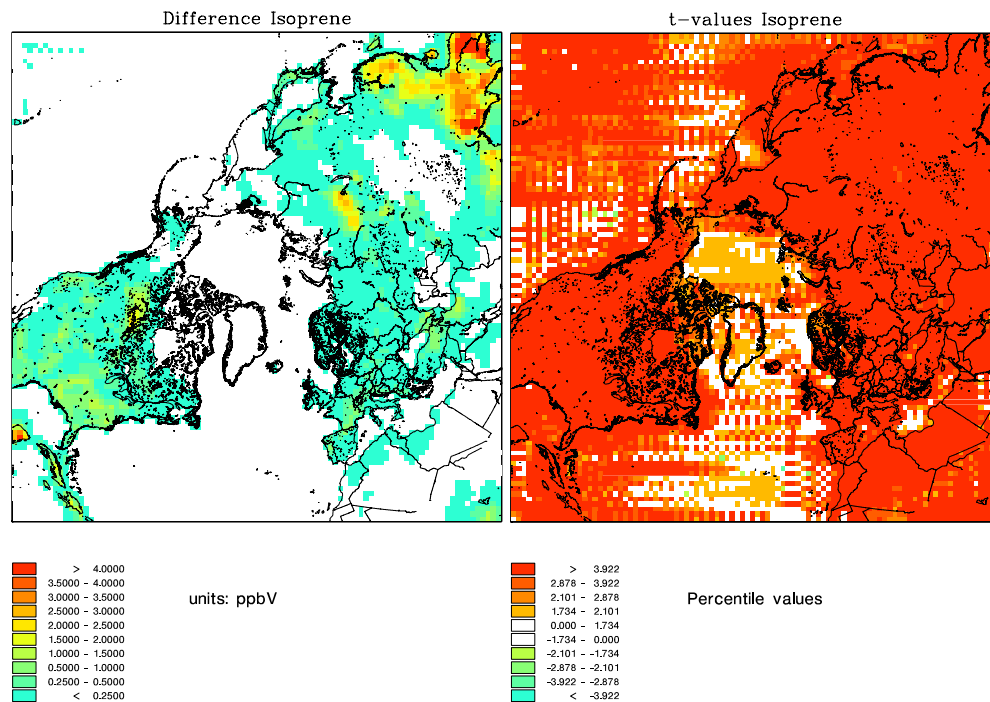 Difference Isoprene
t-values Isoprene
> 4.0000
3.5000 - 4.0000
3.0000 - 3.5000
2.5000 - 3.0000
2.0000 - 2.5000
1.5000 - 2.0000
1.0000 - 1.5000
0.5000 - 1.0000
0.2500 - 0.5000
< 0.2500
units: ppbV
> 3.922
2.878 - 3.922
2.101 - 2.878
1.734 - 2.101
0.000 - 1.734
-1.734 - 0.000
-2.101 - -1.734
-2.878 - -2.101
-3.922 - -2.878
< -3.922
Percentile values